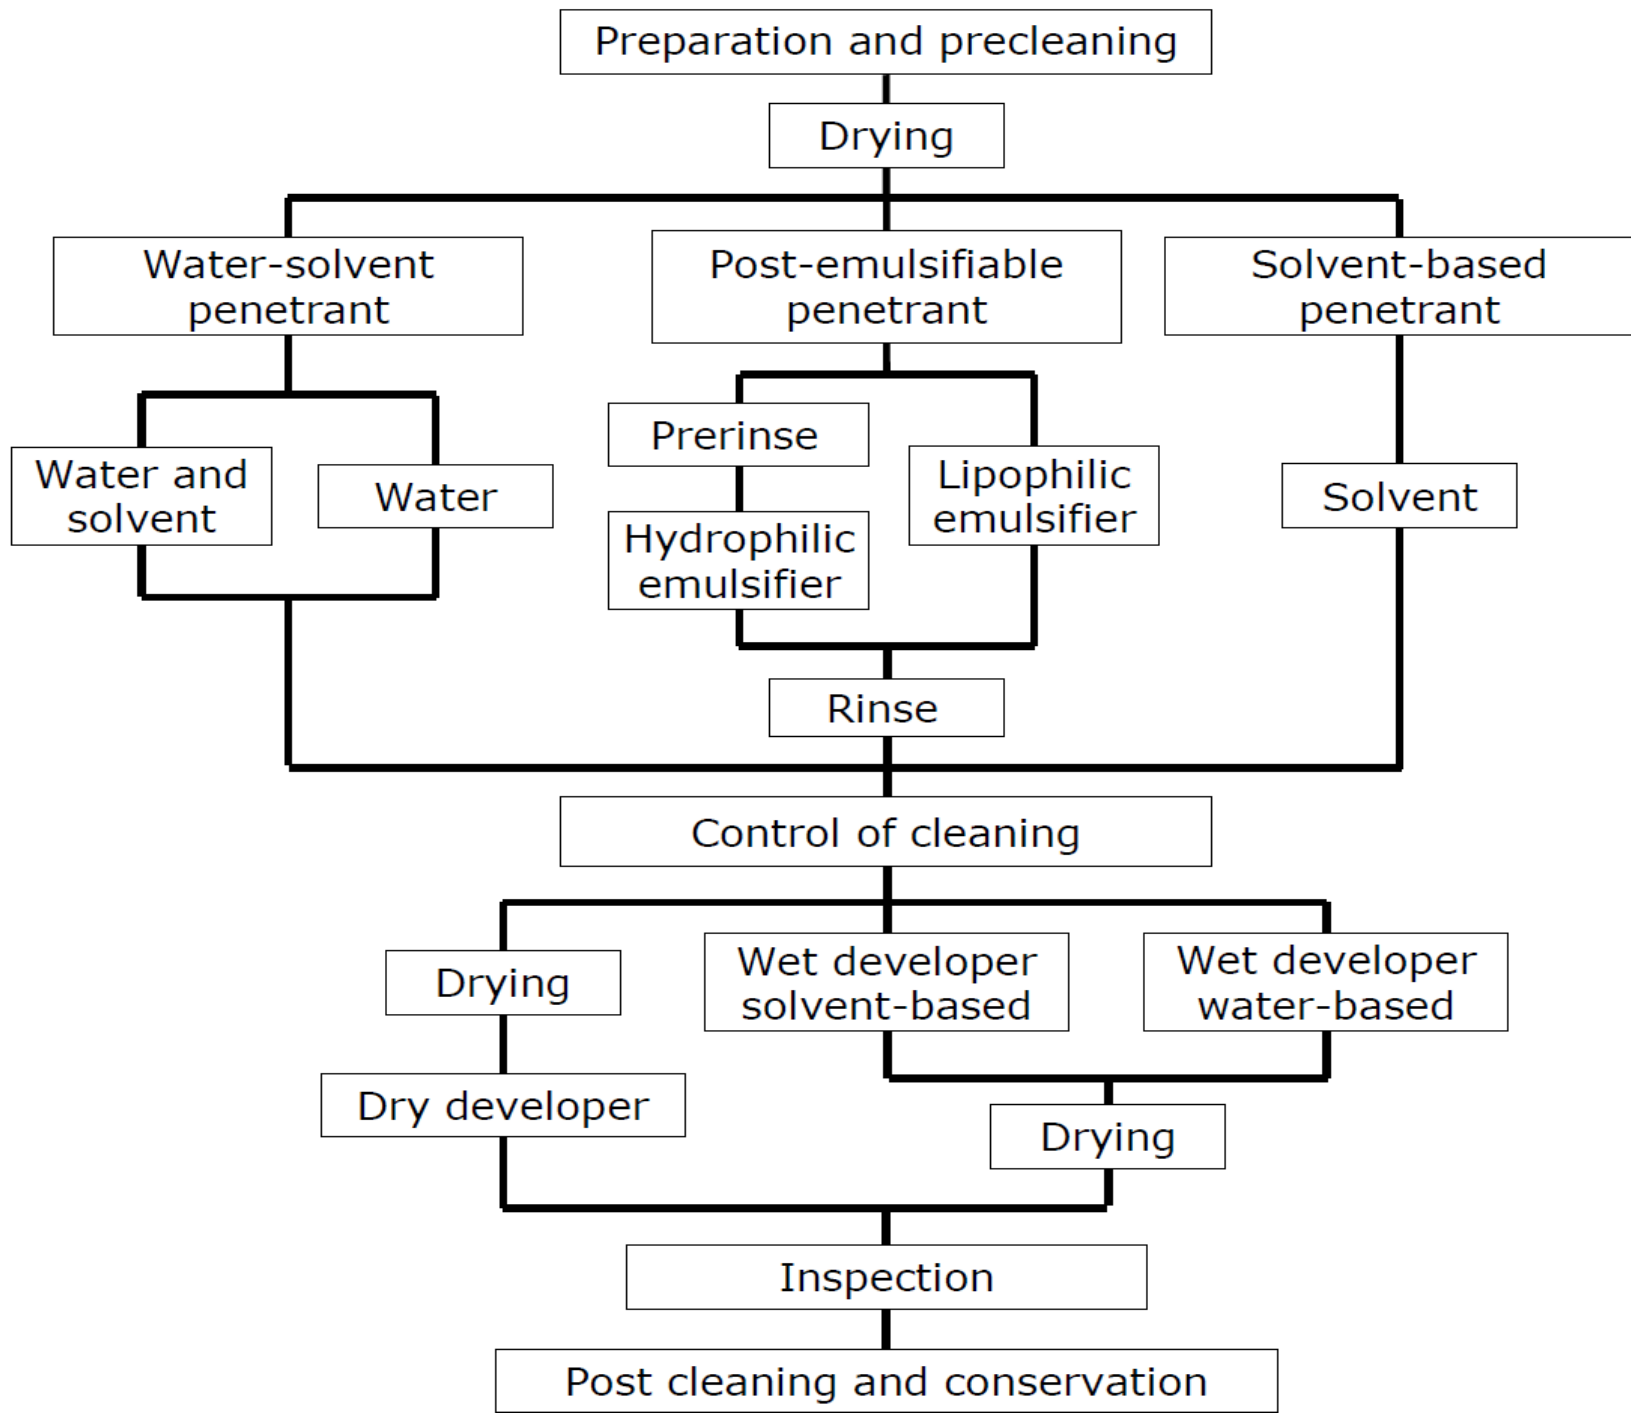 Preparation and precleaning
Drying
Water-solvent
penetrant
Post-emulsifiable
penetrant
Solvent-based
penetrant
Water and
solvent
Water
Prerinse
Hydrophilic
emulsifier
Lipophilic
emulsifier
Solvent
Rinse
Control of cleaning
Drying
Dry developer
Wet developer
solvent-based
Wet developer
water-based
Drying
Inspection
Post cleaning and conservation